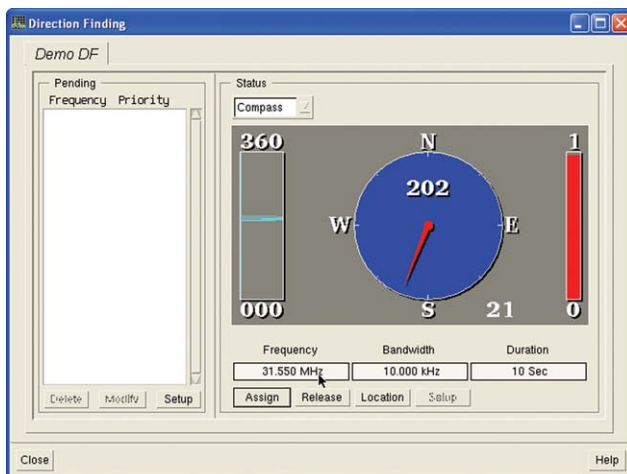 Direction Finding
Demo DF
Pending
Frequency Priority
Delete Modify Setup
Status
Compass
360
000
N
202
W
E
S
21
1
0
Frequency Bandwidth Duration
31.550 MHz 10.000 kHz 10 Sec
Assign Release Location Setup
Close Help